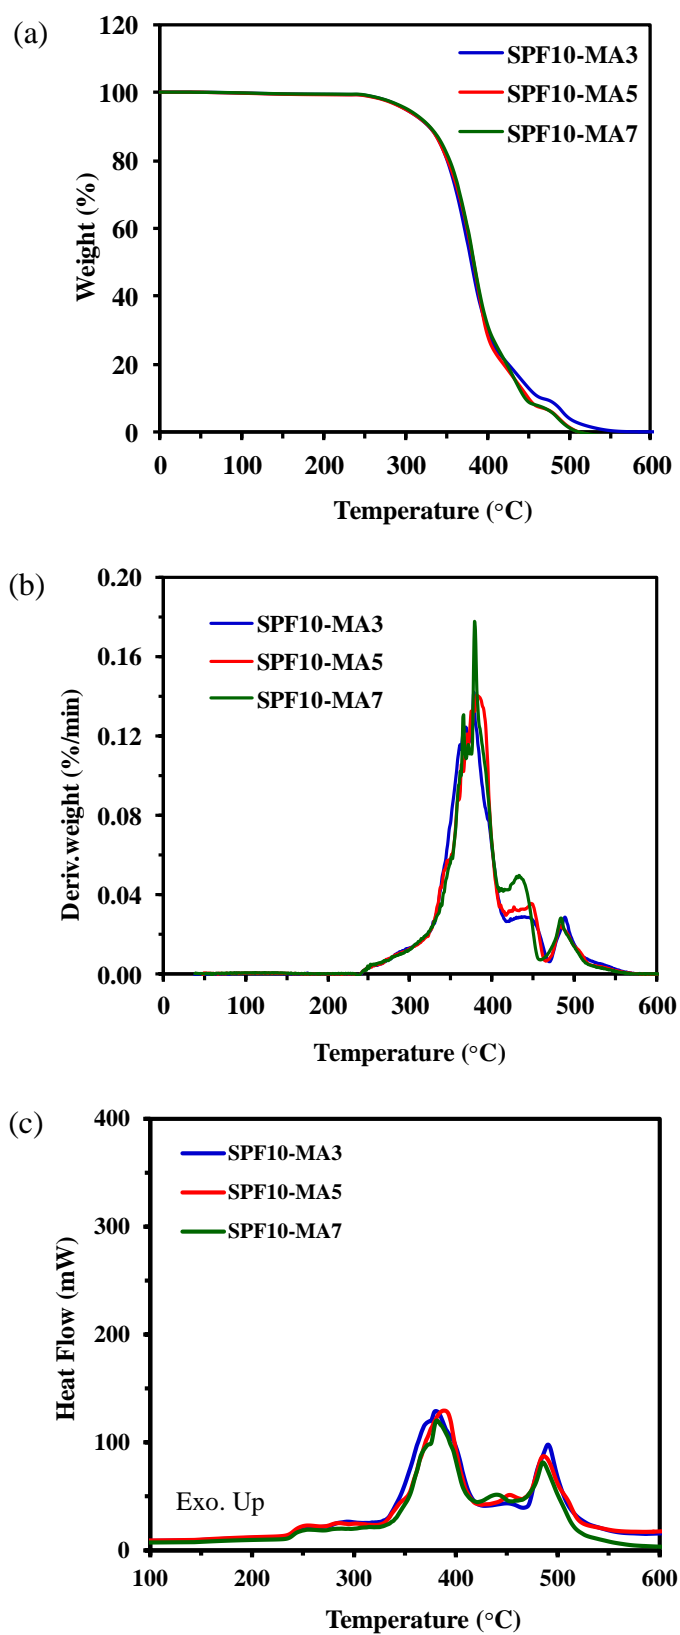 (a)
120
100
80
60
40
20
0
Weight (%)
SPF10-MA3
SPF10-MA5
SPF10-MA7
0 100 200 300 400 500 600
Temperature (°C)
(b)
0.20
0.16
0.12
0.08
0.04
0.00
Deriv.weight (%/min)
SPF10-MA3
SPF10-MA5
SPF10-MA7
0 100 200 300 400 500 600
Temperature (°C)
(c)
400
300
200
100
0
Heat Flow (mW)
SPF10-MA3
SPF10-MA5
SPF10-MA7
Exo. Up
100 200 300 400 500 600
Temperature (°C)